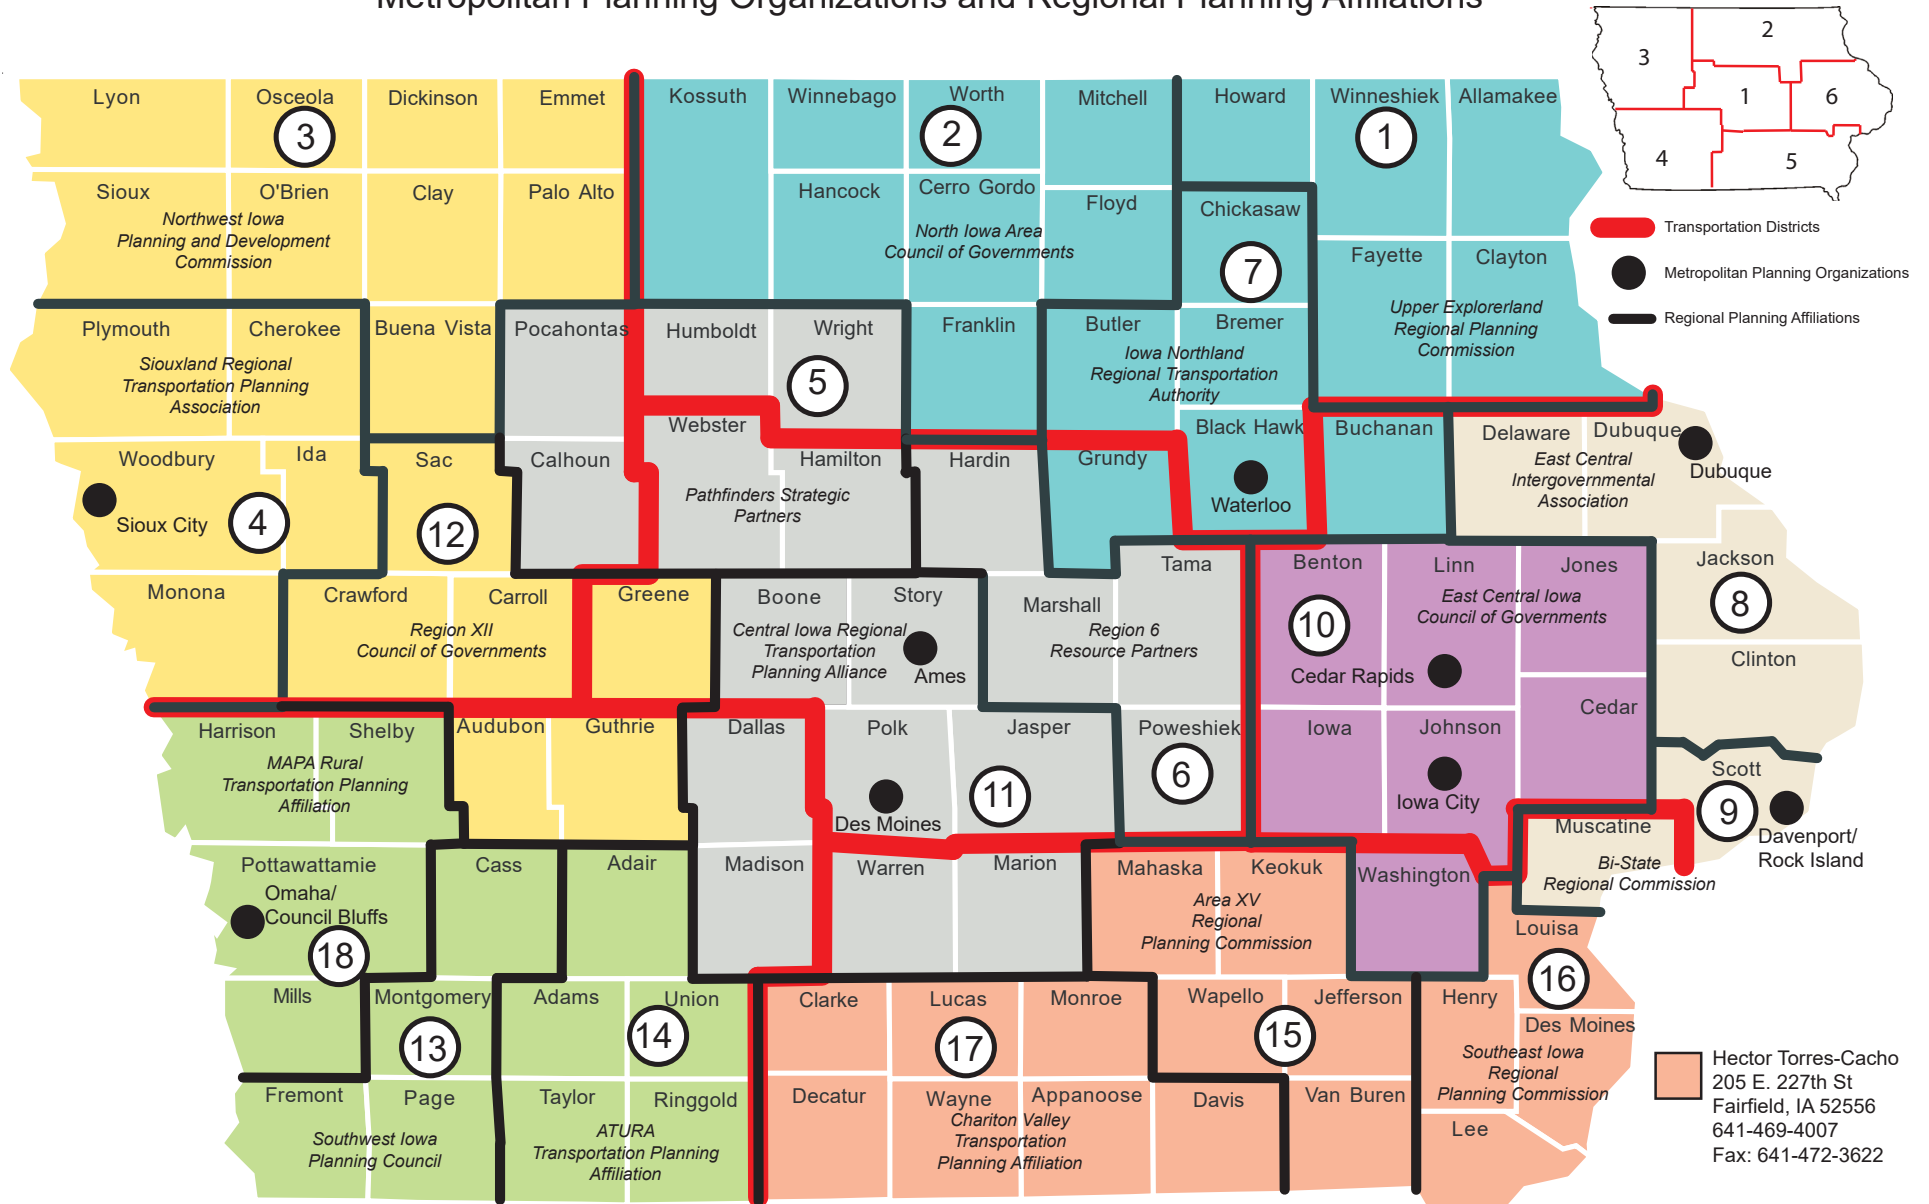 Metropolitan Planning Organizations and Regional Planning Affiliations
2
3
1
6
4
5
Transportation Districts
Metropolitan Planning Organizations
Regional Planning Affiliations
Lyon
Osceola
Dickinson
Emmet
Kossuth
Winnebago
Worth
Mitchell
Howard
Winneshiek
Allamakee
3
2
1
Sioux
O'Brien
Clay
Palo Alto
Hancock
Cerro Gordo
Floyd
Chickasaw
Northwest Iowa
Planning and Development
Commission
North Iowa Area
Council of Governments
7
Fayette
Clayton
Upper Explorerland
Regional Planning
Commission
Plymouth
Cherokee
Buena Vista
Pocahontas
Humboldt
Wright
Franklin
Butler
Bremer
Siouxland Regional
Transportation Planning
Association
5
Iowa Northland
Regional Transportation
Authority
Webster
Black Hawk
Buchanan
Delaware
Dubuque
Woodbury
Ida
Sac
Calhoun
Hamilton
Hardin
Grundy
Waterloo
East Central
Intergovernmental
Association
Dubuque
Sioux City
4
12
Pathfinders Strategic
Partners
Monona
Crawford
Carroll
Greene
Boone
Story
Marshall
Tama
Benton
Linn
Jones
Jackson
Region XII
Council of Governments
Central Iowa Regional
Transportation
Planning Alliance
Ames
Region 6
Resource Partners
10
East Central Iowa
Council of Governments
Cedar Rapids
8
Clinton
Harrison
Shelby
Audubon
Guthrie
Dallas
Polk
Jasper
Poweshiek
Iowa
Johnson
Cedar
MAPA Rural
Transportation Planning
Affiliation
Des Moines
11
6
Iowa City
Scott
9
Davenport/
Rock Island
Muscatine
Bi-State
Regional Commission
Pottawattamie
Omaha/
Council Bluffs
18
Cass
Adair
Madison
Warren
Marion
Mahaska
Keokuk
Washington
Area XV
Regional
Planning Commission
Louisa
16
Mills
Montgomery
Adams
Union
Clarke
Lucas
Monroe
Wapello
Jefferson
Henry
Des Moines
13
14
17
15
Southeast Iowa
Regional
Planning Commission
Fremont
Page
Taylor
Ringgold
Decatur
Wayne
Appanoose
Davis
Van Buren
Lee
Southwest Iowa
Planning Council
ATURA
Transportation Planning
Affiliation
Chariton Valley
Transportation
Planning Affiliation
Hector Torres-Cacho
205 E. 227th St
Fairfield, IA 52556
641-469-4007
Fax: 641-472-3622